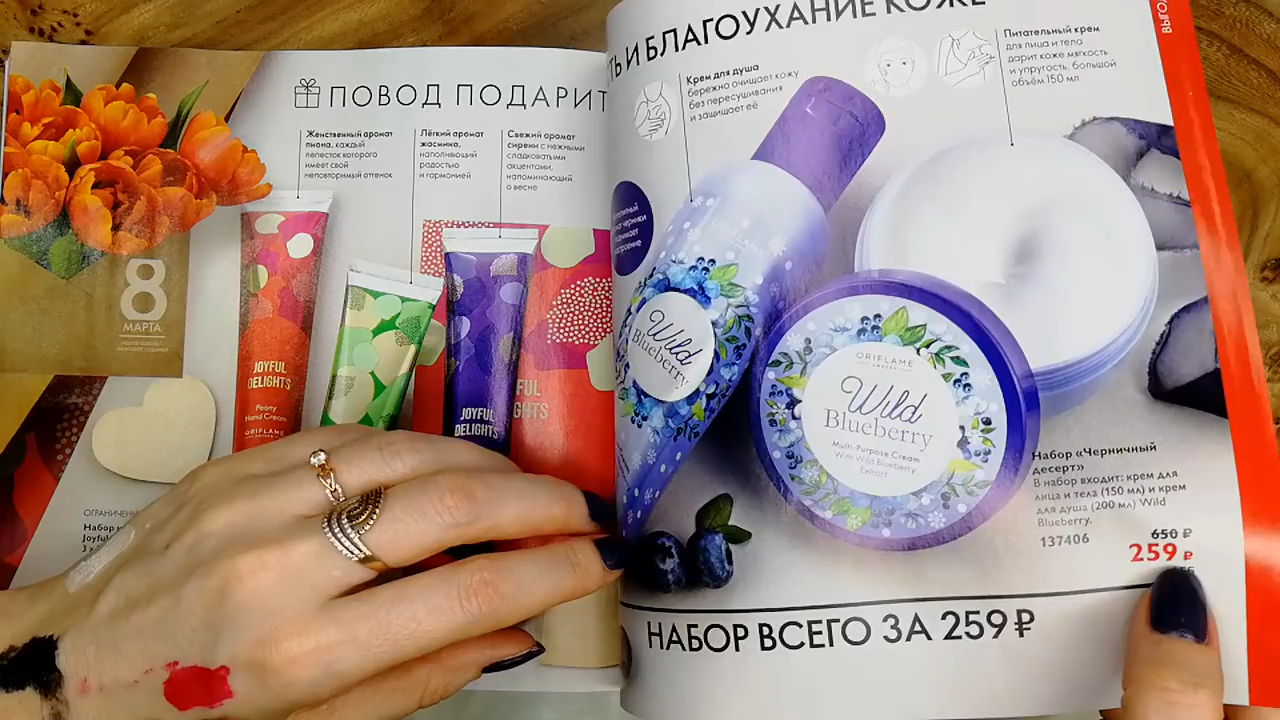 ПОВОД ПОДАРИТ
Женственный аромат
пиона, каждый
лепесток которого
имеет свой
неповторимый оттенок
Лёгкий аромат
жасмина,
наполняющий
радостью
и гармонией
Свежий аромат
сирени с нежными
сладковатыми
акцентами,
напоминающий
о весне
8
МАРТА
JOYFUL
DELIGHTS
Peony
Hand Cream
ORIFLAME
JOYFUL
DELIGHTS
FUL
GHTS
ТЬ И БЛАГОУХАНИЕ КОЖЕ
Крем для душа
бережно очищает кожу
без пересушивания
и защищает её
Питательный крем
для лица и тела
дарит коже мягкость
и упругость, большой
объём 150 мл
Wild
Blueberry
ORIFLAME
SWEDEN
Wild
Blueberry
Multi-Purpose Cream
With Wild Blueberry
Extract
Набор «Черничный
десерт»
В набор входит: крем для
лица и тела (150 мл) и крем
для душа (200 мл) Wild
Blueberry.
137406
650 ₽
259 ₽
НАБОР ВСЕГО ЗА 259 ₽